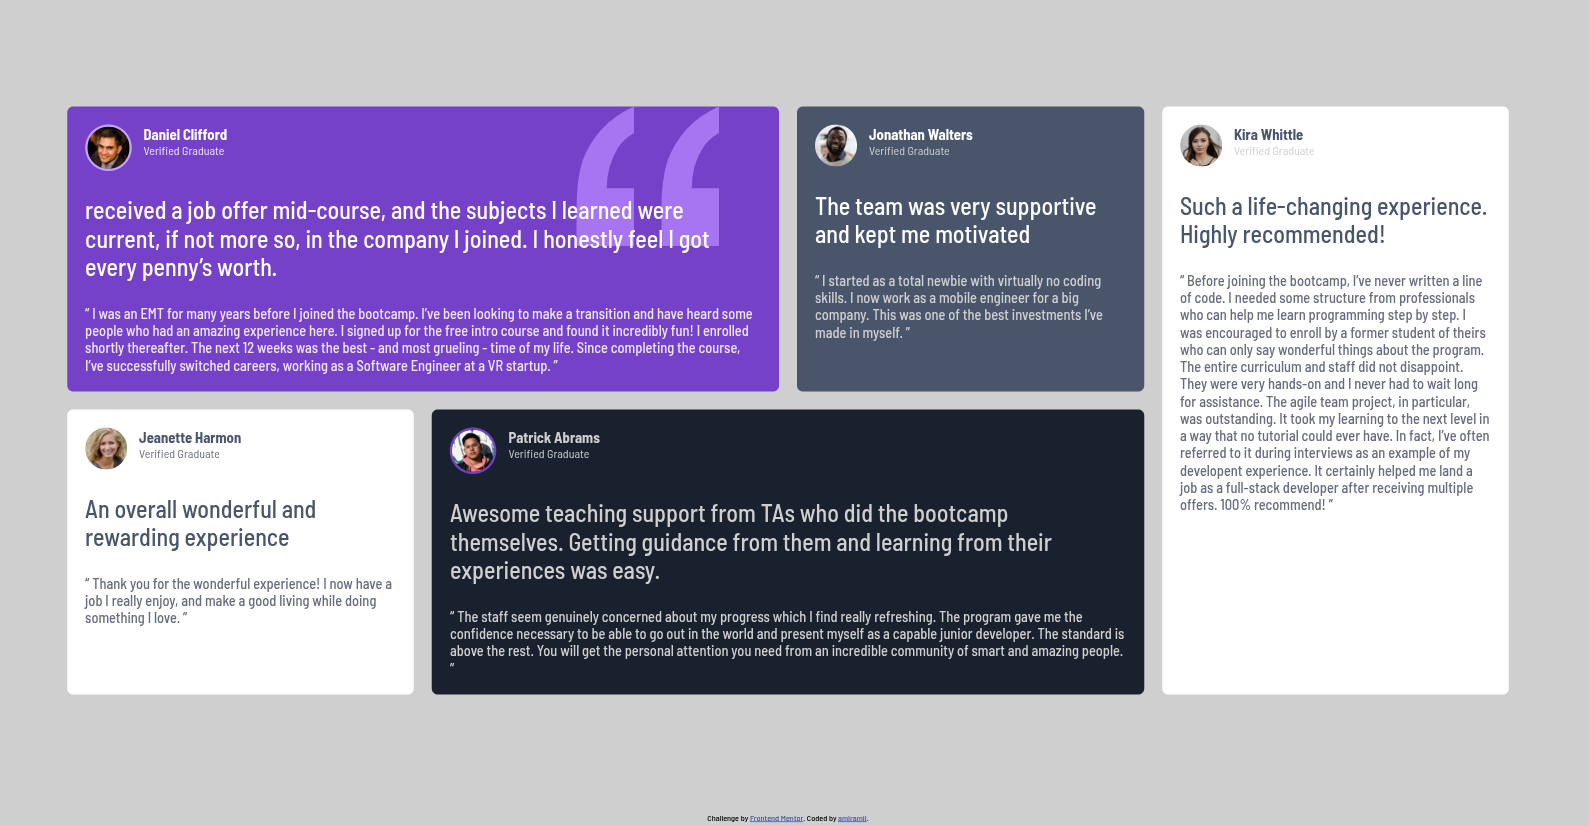 Daniel Clifford
Verified Graduate
received a job offer mid-course, and the subjects I learned were
current, if not more so, in the company I joined. I honestly feel I got
every penny’s worth.
“ I was an EMT for many years before I joined the bootcamp. I’ve been looking to make a transition and have heard some
people who had an amazing experience here. I signed up for the free intro course and found it incredibly fun! I enrolled
shortly thereafter. The next 12 weeks was the best - and most grueling - time of my life. Since completing the course,
I’ve successfully switched careers, working as a Software Engineer at a VR startup. ”
Jonathan Walters
Verified Graduate
The team was very supportive
and kept me motivated
“ I started as a total newbie with virtually no coding
skills. I now work as a mobile engineer for a big
company. This was one of the best investments I’ve
made in myself. ”
Kira Whittle
Verified Graduate
Such a life-changing experience.
Highly recommended!
“ Before joining the bootcamp, I’ve never written a line
of code. I needed some structure from professionals
who can help me learn programming step by step. I
was encouraged to enroll by a former student of theirs
who can only say wonderful things about the program.
The entire curriculum and staff did not disappoint.
They were very hands-on and I never had to wait long
for assistance. The agile team project, in particular,
was outstanding. It took my learning to the next level in
a way that no tutorial could ever have. In fact, I’ve often
referred to it during interviews as an example of my
developent experience. It certainly helped me land a
job as a full-stack developer after receiving multiple
offers. 100% recommend! ”
Jeanette Harmon
Verified Graduate
An overall wonderful and
rewarding experience
“ Thank you for the wonderful experience! I now have a
job I really enjoy, and make a good living while doing
something I love. ”
Patrick Abrams
Verified Graduate
Awesome teaching support from TAs who did the bootcamp
themselves. Getting guidance from them and learning from their
experiences was easy.
“ The staff seem genuinely concerned about my progress which I find really refreshing. The program gave me the
confidence necessary to be able to go out in the world and present myself as a capable junior developer. The standard is
above the rest. You will get the personal attention you need from an incredible community of smart and amazing people.
”
Challenge by Frontend Mentor. Coded by amiramii.